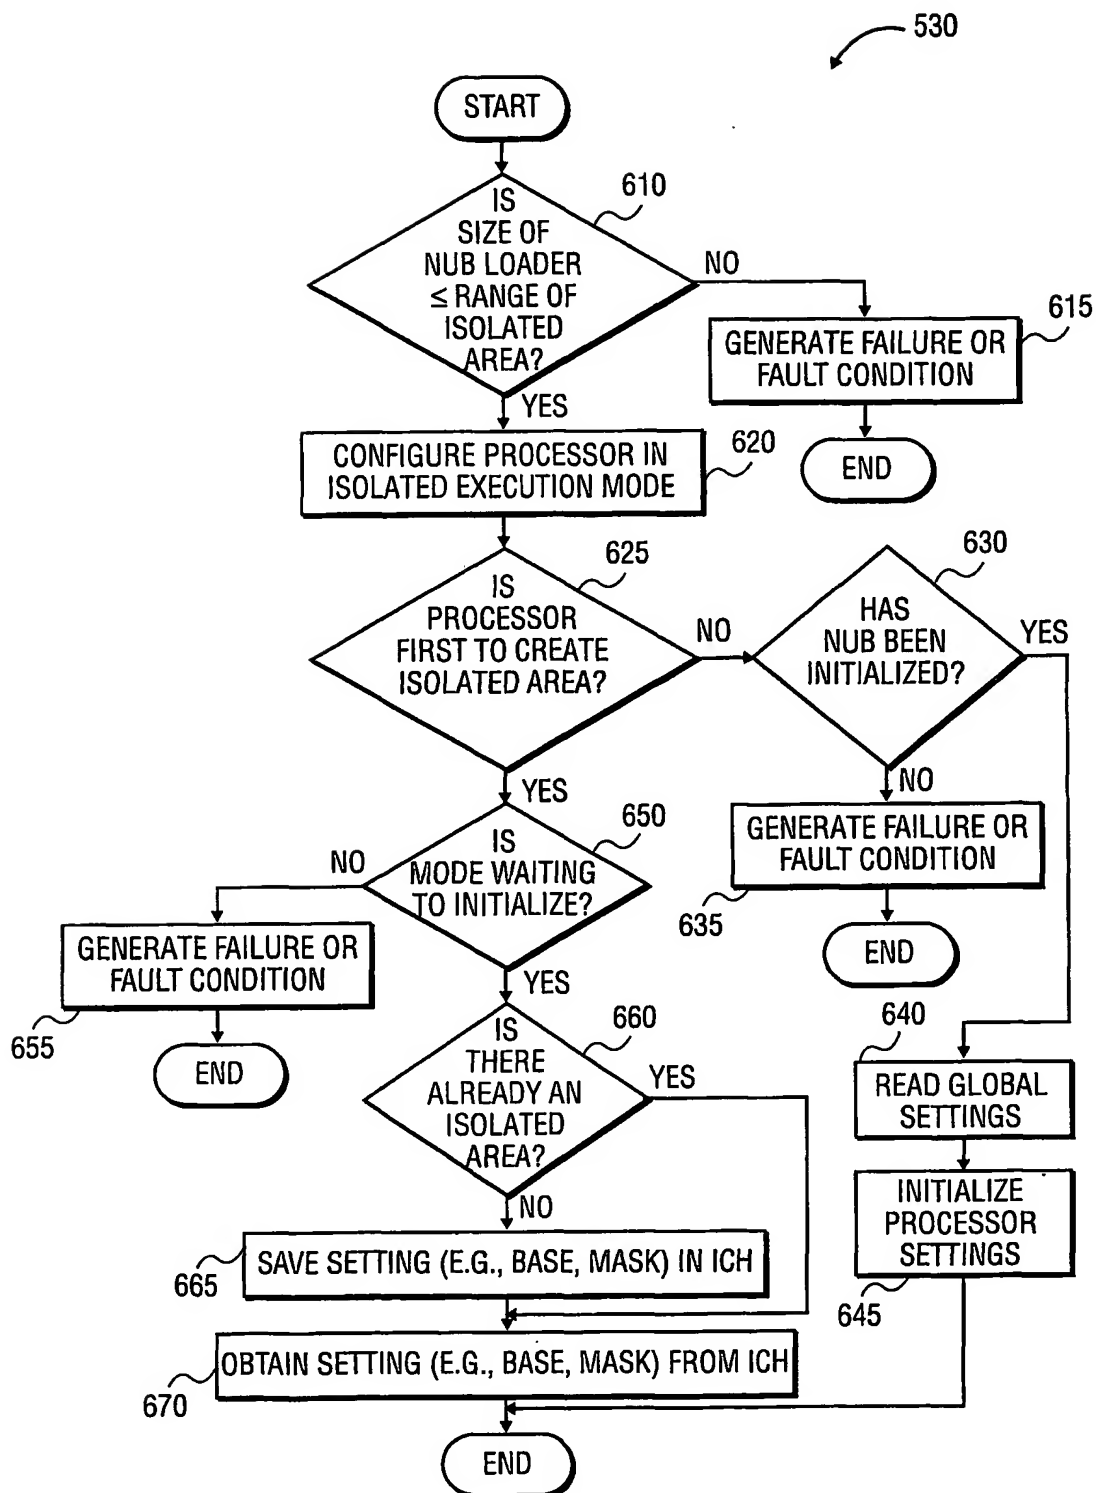 530
START
610
IS
SIZE OF
NUB LOADER
≤ RANGE OF
ISOLATED
AREA?
NO
615
GENERATE FAILURE OR
FAULT CONDITION
END
YES
620
CONFIGURE PROCESSOR IN
ISOLATED EXECUTION MODE
625
IS
PROCESSOR
FIRST TO CREATE
ISOLATED AREA?
NO
630
HAS
NUB BEEN
INITIALIZED?
YES
NO
GENERATE FAILURE OR
FAULT CONDITION
635
END
YES
650
IS
MODE WAITING
TO INITIALIZE?
NO
GENERATE FAILURE OR
FAULT CONDITION
655
END
YES
660
IS
THERE
ALREADY AN
ISOLATED
AREA?
YES
640
READ GLOBAL
SETTINGS
INITIALIZE
PROCESSOR
SETTINGS
645
NO
SAVE SETTING (E.G., BASE, MASK) IN ICH
665
OBTAIN SETTING (E.G., BASE, MASK) FROM ICH
670
END